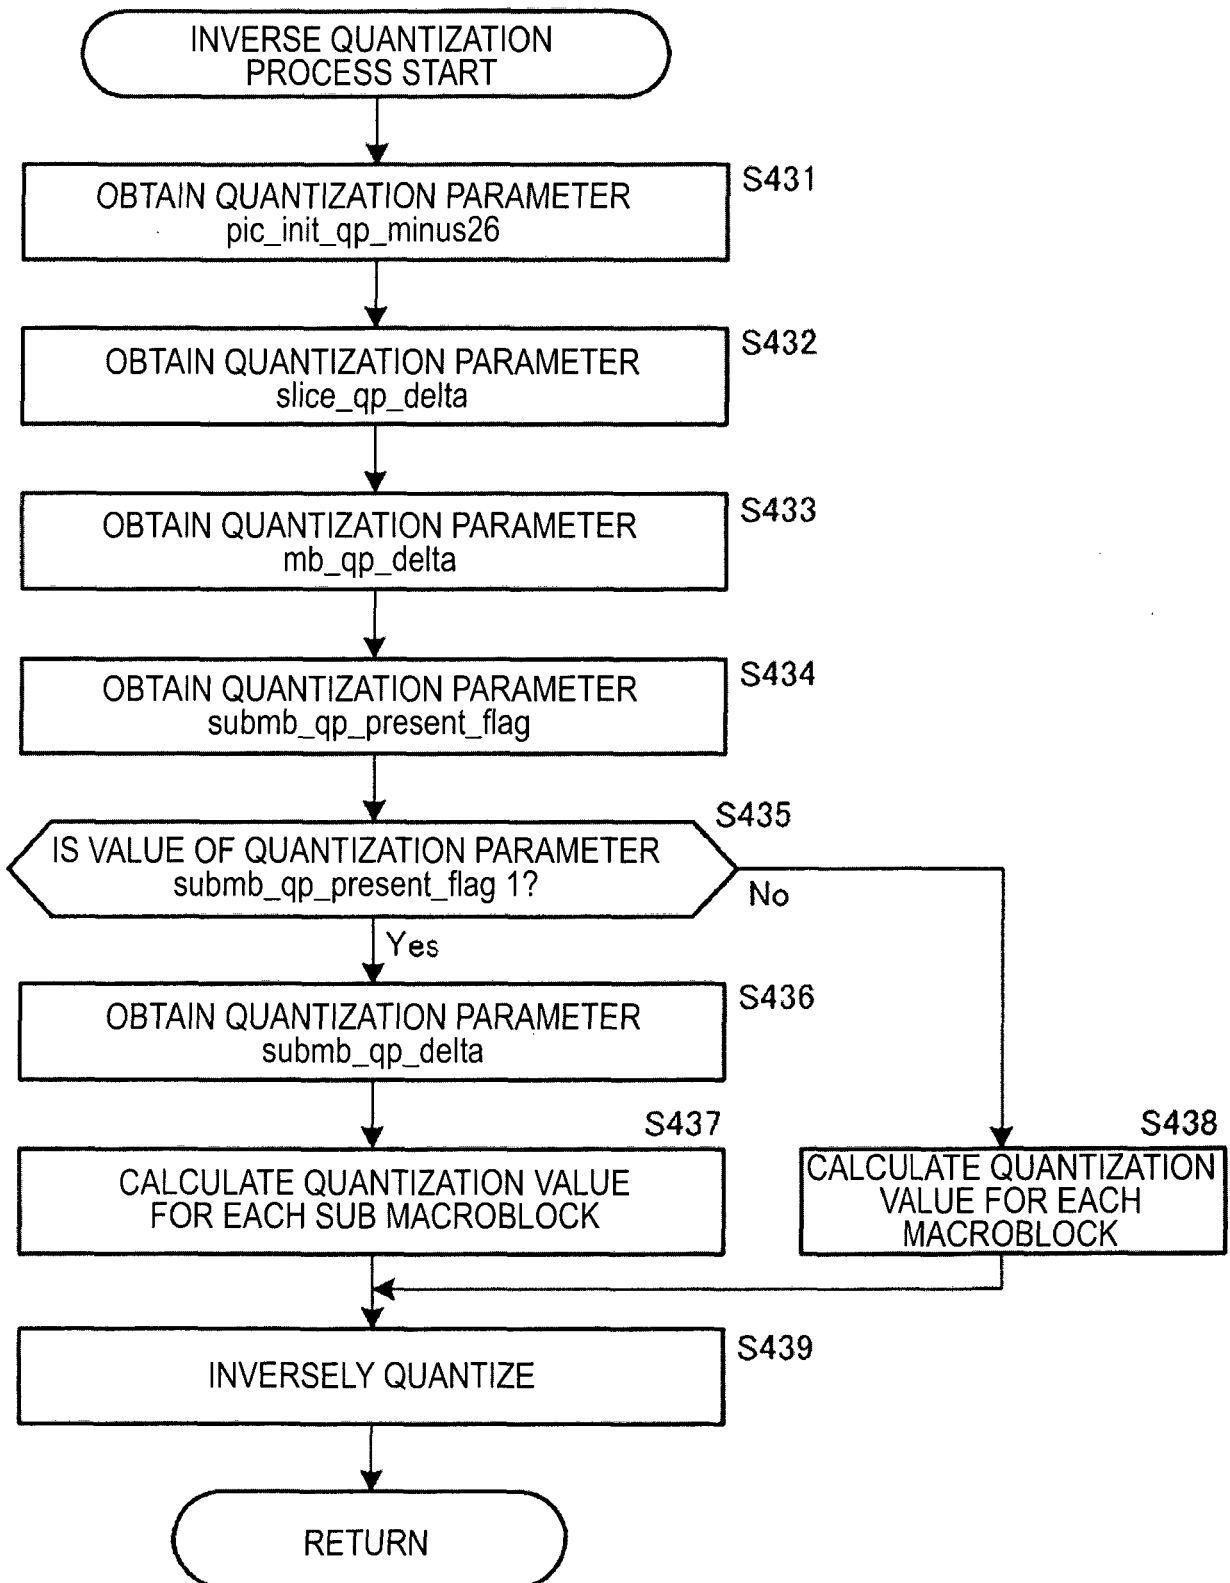 INVERSE QUANTIZATION
PROCESS START
S431
OBTAIN QUANTIZATION PARAMETER
pic_init_qp_minus26
S432
OBTAIN QUANTIZATION PARAMETER
slice_qp_delta
S433
OBTAIN QUANTIZATION PARAMETER
mb_qp_delta
S434
OBTAIN QUANTIZATION PARAMETER
submb_qp_present_flag
S435
IS VALUE OF QUANTIZATION PARAMETER
submb_qp_present_flag 1?
No
Yes
S436
OBTAIN QUANTIZATION PARAMETER
submb_qp_delta
S437
CALCULATE QUANTIZATION VALUE
FOR EACH SUB MACROBLOCK
S438
CALCULATE QUANTIZATION
VALUE FOR EACH
MACROBLOCK
S439
INVERSELY QUANTIZE
RETURN